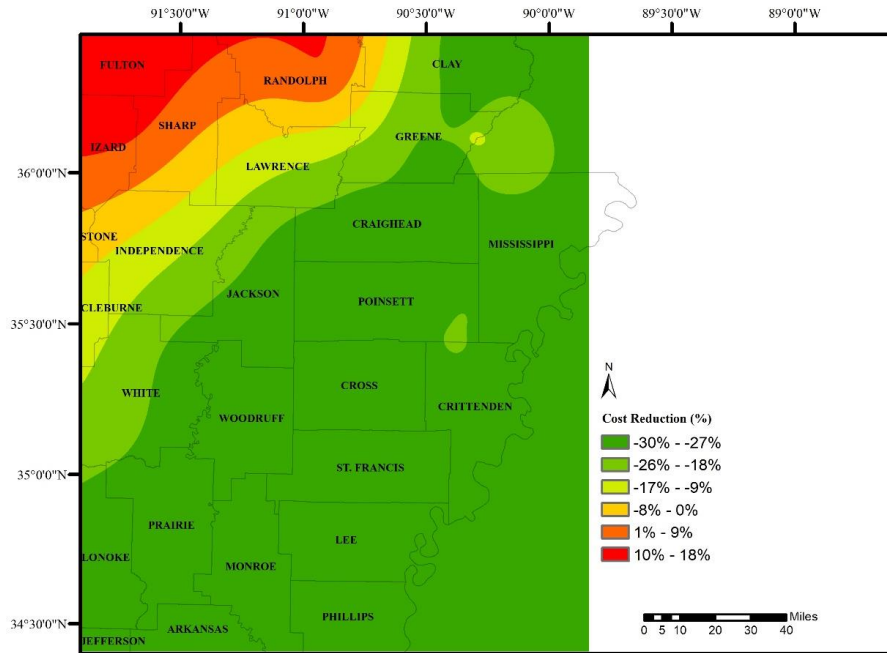 91°30'0"W 91°0'0"W 90°30'0"W 90°0'0"W 89°30'0"W 89°0'0"W
36°0'0"N
35°30'0"N
35°0'0"N
34°30'0"N
FULTON
CLAY
RANDOLPH
SHARP
GREENE
IZARD
LAWRENCE
CRAIGHEAD
STONE
MISSISSIPPI
INDEPENDENCE
JACKSON
POINSETT
CLEBURNE
WHITE
CROSS
CRITTENDEN
WOODRUFF
ST. FRANCIS
PRAIRIE
LEE
LONOKE
MONROE
PHILLIPS
ARKANSAS
JEFFERSON
N
Cost Reduction (%)
-30% - -27%
-26% - -18%
-17% - -9%
-8% - 0%
1% - 9%
10% - 18%
Miles
0 5 10 20 30 40